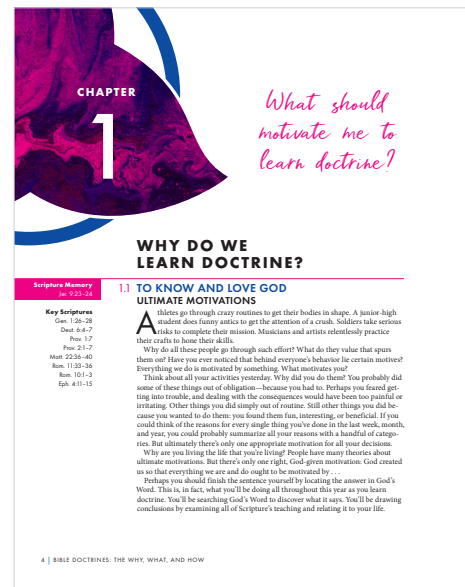 CHAPTER
1
What should
motivate me to
learn doctrine?
WHY DO WE
LEARN DOCTRINE?
Scripture Memory
Jer. 9:23–24
Key Scriptures
Gen. 1:26–28
Deut. 6:4–7
Prov. 1:7
Prov. 2:1–7
Matt. 22:36–40
Rom. 11:33–36
Rom. 10:1–3
Eph. 4:11–15
1.1 TO KNOW AND LOVE GOD
ULTIMATE MOTIVATIONS
Athletes go through crazy routines to get their bodies in shape. A junior-high
student does funny antics to get the attention of a crush. Soldiers take serious
risks to complete their mission. Musicians and artists relentlessly practice
their crafts to hone their skills.
Why do all these people go through such effort? What do they value that spurs
them on? Have you ever noticed that behind everyone's behavior lie certain motives?
Everything we do is motivated by something. What motivates you?
Think about all your activities yesterday. Why did you do them? You probably did
some of these things out of obligation—because you had to. Perhaps you feared get-
ting into trouble, and dealing with the consequences would have been too painful or
irritating. Other things you did simply out of routine. Still other things you did be-
cause you wanted to do them: you found them fun, interesting, or beneficial. If you
could think of the reasons for every single thing you've done in the last week, month,
and year, you could probably summarize all your reasons with a handful of catego-
ries. But ultimately there's only one appropriate motivation for all your decisions.
Why are you living the life that you're living? People have many theories about
ultimate motivations. But there's only one right, God-given motivation: God created
us so that everything we are and do ought to be motivated by . . .
Perhaps you should finish the sentence yourself by locating the answer in God's
Word. This is, in fact, what you'll be doing all throughout this year as you learn
doctrine. You'll be searching God's Word to discover what it says. You'll be drawing
conclusions by examining all of Scripture's teaching and relating it to your life.
4 | BIBLE DOCTRINES: THE WHY, WHAT, AND HOW